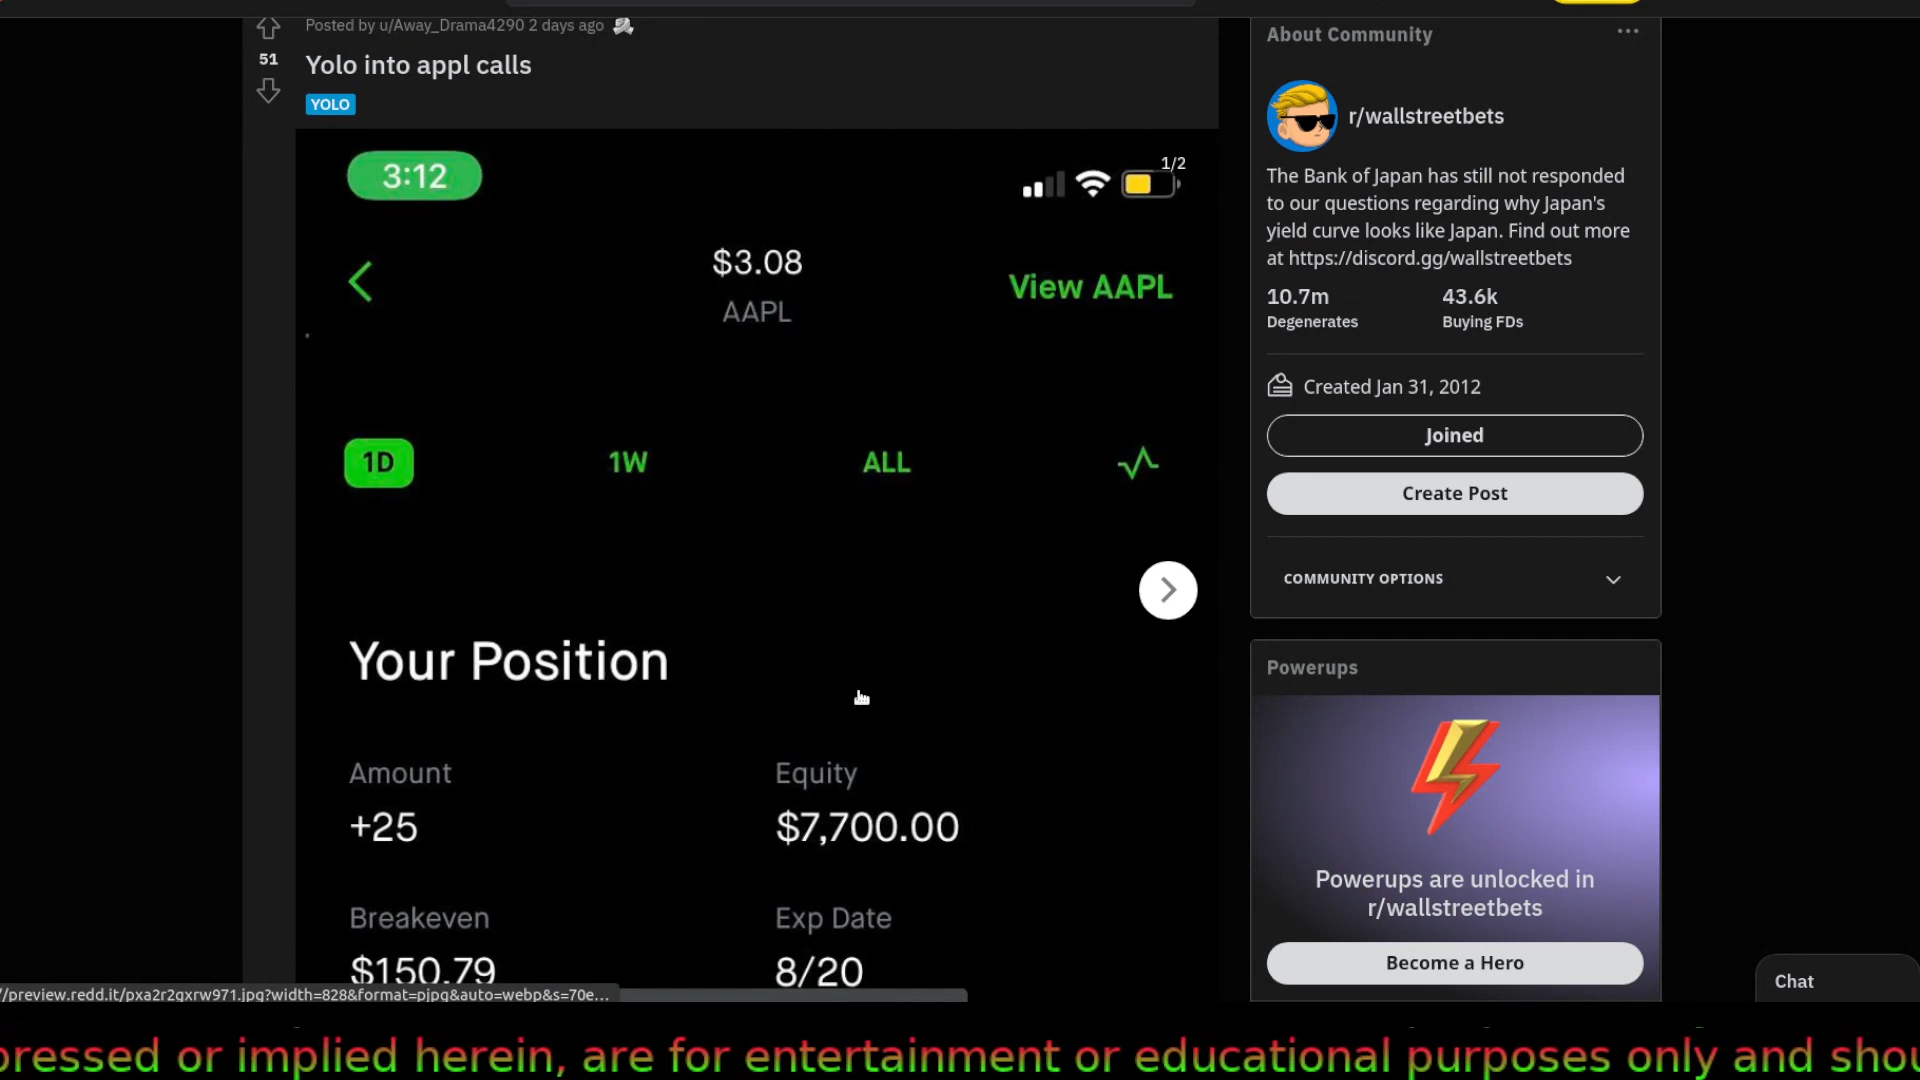 Posted by u/Away_Drama4290 2 days ago
51
Yolo into appl calls
YOLO
3:12
1/2
$3.08
AAPL
View AAPL
1D
1W
ALL
Your Position
Amount
Equity
+25
$7,700.00
Breakeven
Exp Date
$150.79
8/20
About Community
r/wallstreetbets
The Bank of Japan has still not responded
to our questions regarding why Japan's
yield curve looks like Japan. Find out more
at https://discord.gg/wallstreetbets
10.7m
43.6k
Degenerates
Buying FDs
Created Jan 31, 2012
Joined
Create Post
COMMUNITY OPTIONS
Powerups
Powerups are unlocked in
r/wallstreetbets
Become a Hero
Chat
/preview.redd.it/pxa2r2gxrw971.jpg?width=828&format=pjpg&auto=webp&s=70e...
pressed or implied herein, are for entertainment or educational purposes only and shou